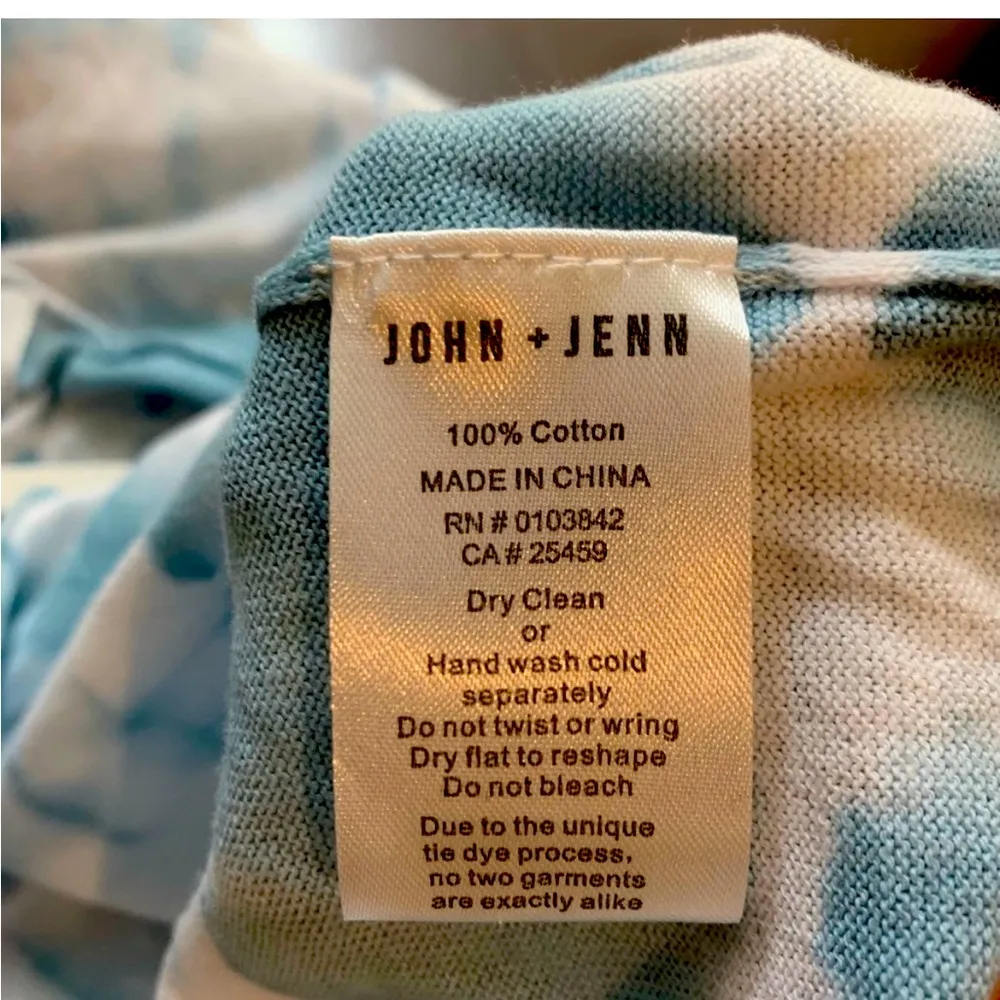 JOHN + JENN
100% Cotton
MADE IN CHINA
RN # 0103842
CA # 25459
Dry Clean
or
Hand wash cold
separately
Do not twist or wring
Dry flat to reshape
Do not bleach
Due to the unique
tie dye process,
no two garments
are exactly alike